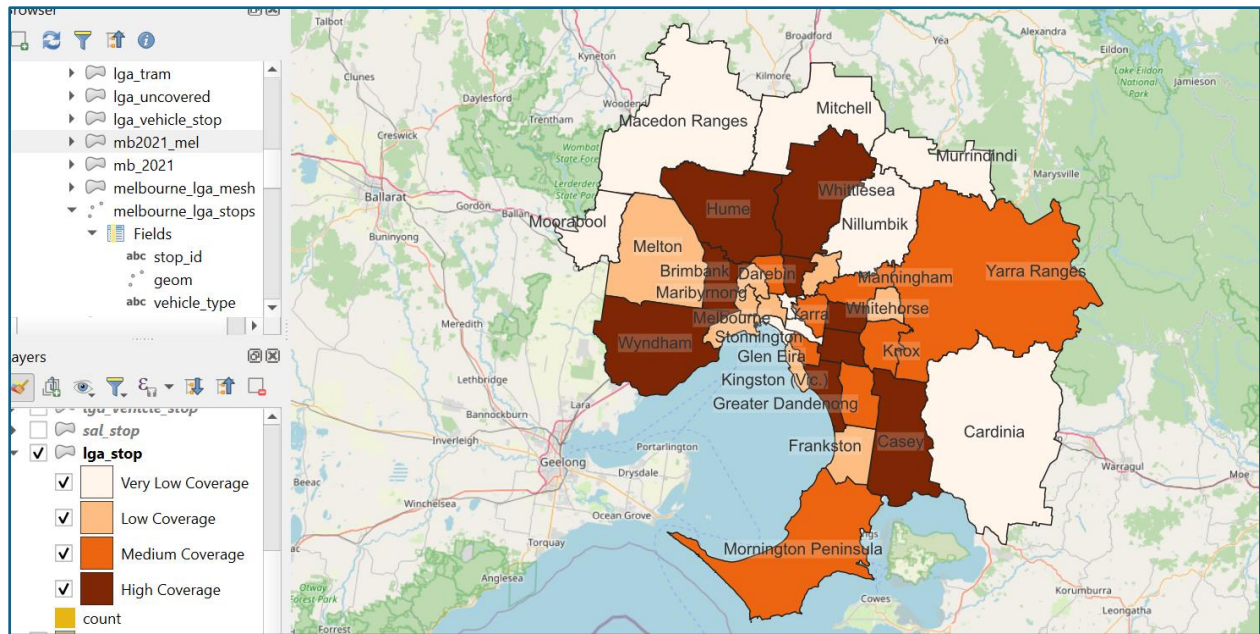 Browser
lga_tram
lga_uncovered
lga_vehicle_stop
mb2021_mel
mb_2021
melbourne_lga_mesh
melbourne_lga_stops
Fields
abc stop_id
geom
abc vehicle_type
ayers
lga_vehicle_stop
sal_stop
lga_stop
Very Low Coverage
Low Coverage
Medium Coverage
High Coverage
count
Talbot
Kyneton
Broadford
Yea
Alexandra
Eildon
Clunes
Kilmore
Lake Eildon
National
Park
Jamieson
Daylesford
Creswick
Trentham
Macedon Ranges
Mitchell
Wombat
State
Murrindindi
Marysville
Lerderderg
Ballarat
Gordon
Ballan
Buninyong
Moorabool
Hume
Whittlesea
Nillumbik
Melton
Brimbank
Darebin
Manningham
Yarra Ranges
Maribyrnong
Meredith
Melbourne
Yarra
Whitehorse
Wyndham
Stonnington
Glen Eira
Knox
Lethbridge
Kingston (Vic.)
Lara
Bannockburn
Greater Dandenong
Inverleigh
Geelong
Portarlington
Frankston
Casey
Cardinia
Drysdale
Warragul
Moe
Beeac
Winchelsea
Ocean Grove
Torquay
Mornington Peninsula
Anglesea
Otway
Forest Park
Forrest
Cowes
Korumburra
Leongatha